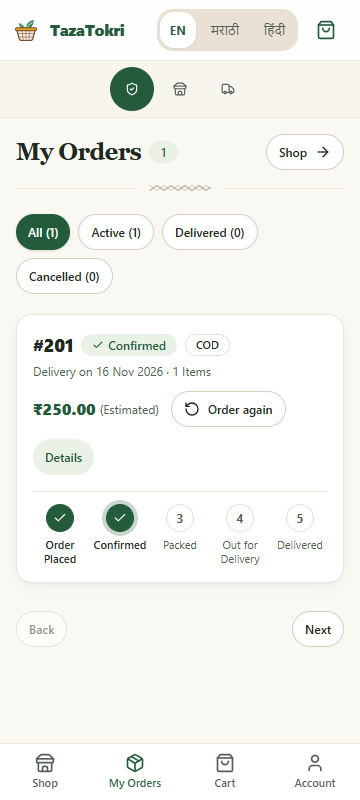 TazaTokri
EN मराठी हिंदी
My Orders 1
Shop
All (1) Active (1) Delivered (0)
Cancelled (0)
#201 Confirmed COD
Delivery on 16 Nov 2026 · 1 Items
₹250.00 (Estimated) Order again
Details
3 4 5
Order Placed Confirmed Packed Out for Delivery Delivered
Back Next
Shop My Orders Cart Account